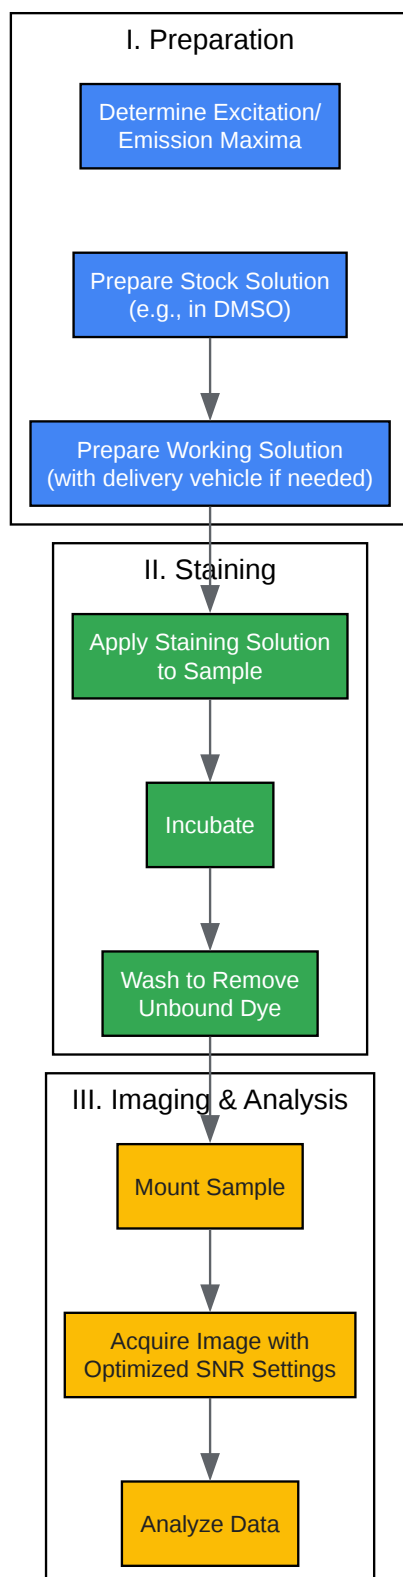 I. Preparation
Determine Excitation/
Emission Maxima
Prepare Stock Solution
(e.g., in DMSO)
Prepare Working Solution
(with delivery vehicle if needed)
II. Staining
Apply Staining Solution
to Sample
Incubate
Wash to Remove
Unbound Dye
III. Imaging & Analysis
Mount Sample
Acquire Image with
Optimized SNR Settings
Analyze Data